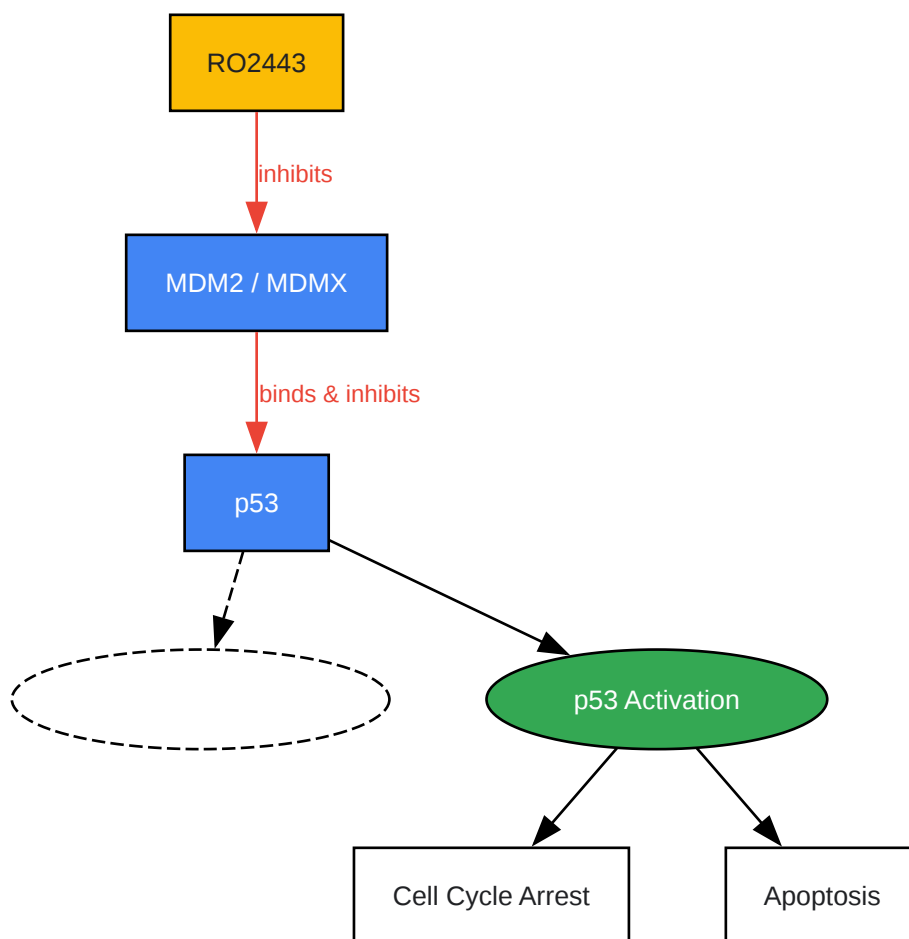 RO2443
inhibits
MDM2 / MDMX
binds & inhibits
p53
p53 Activation
Cell Cycle Arrest
Apoptosis